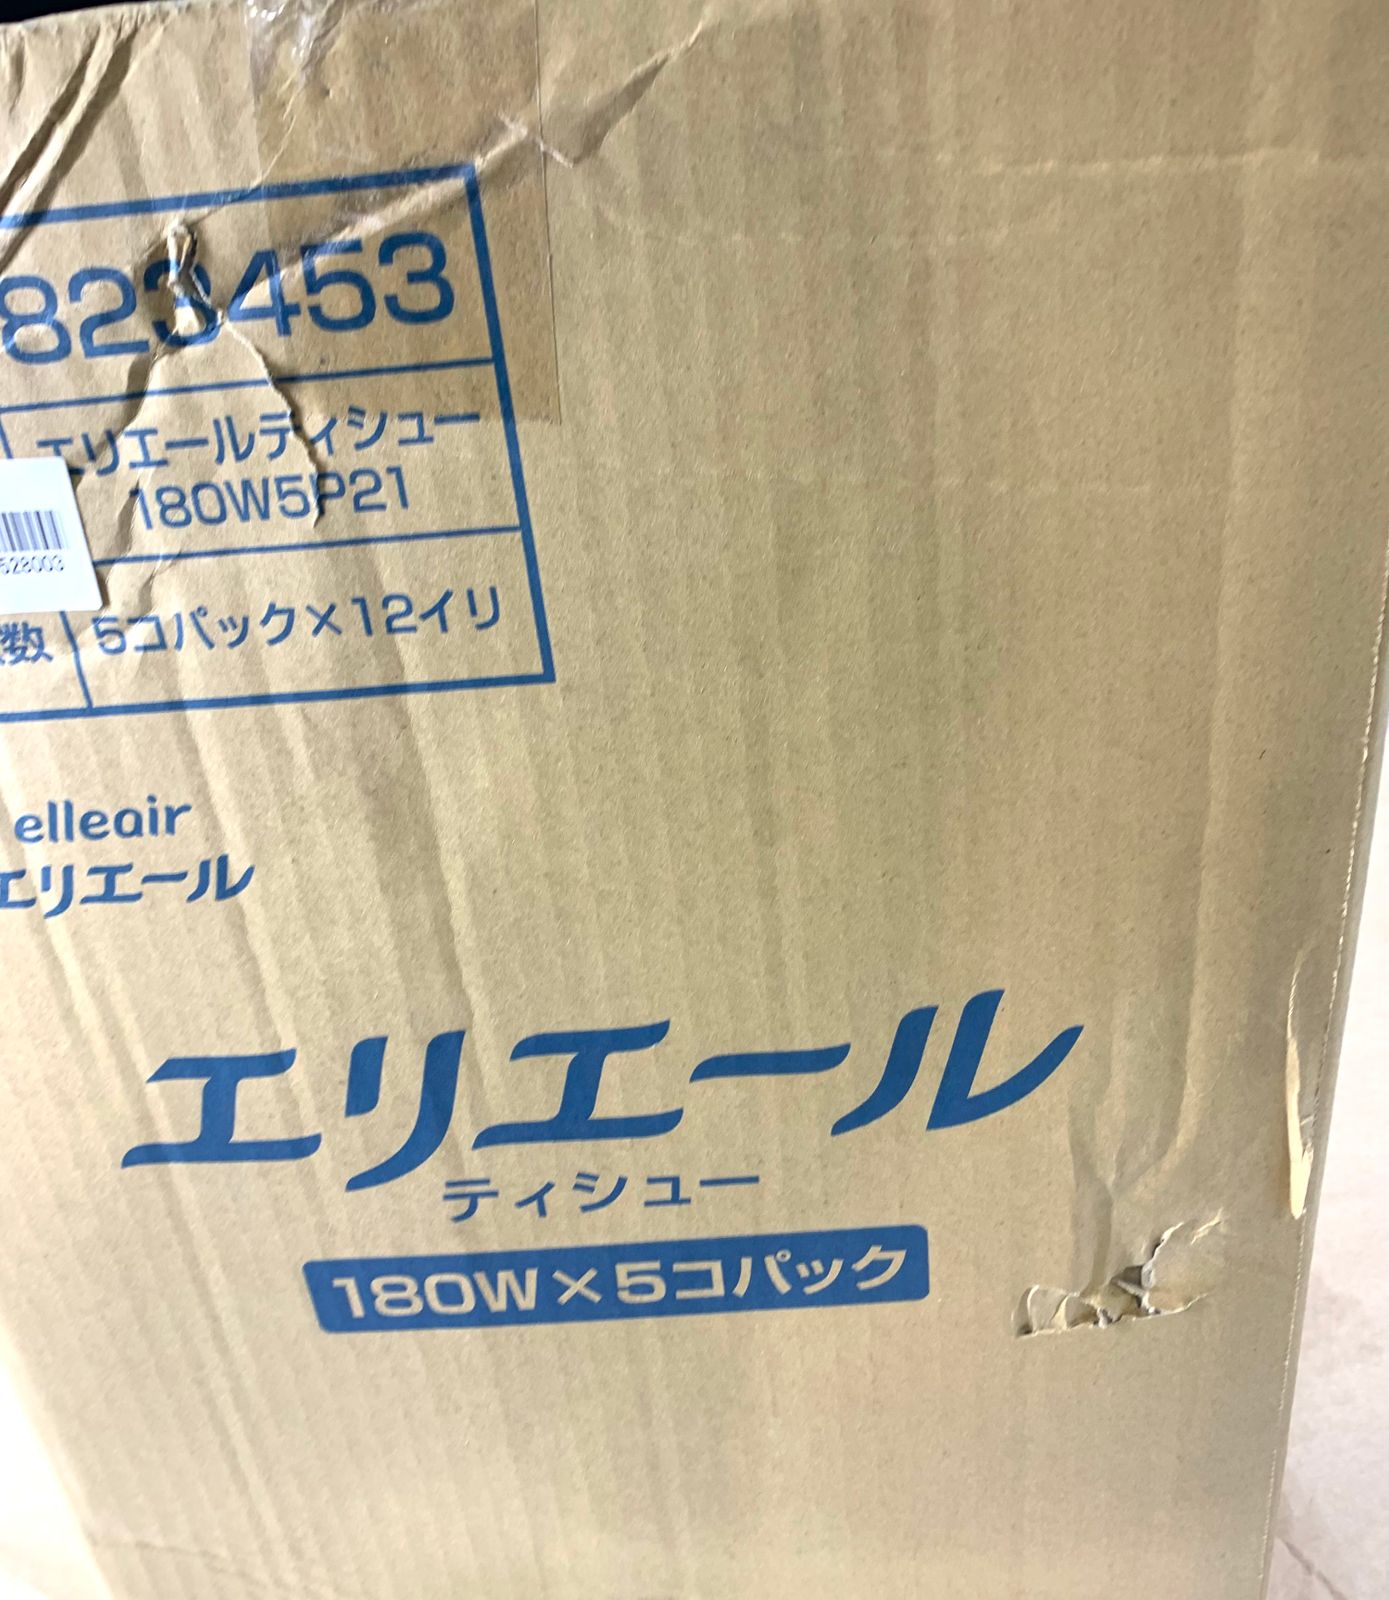 823453
エリエールティシュー
180W5P21
528003
数 5コパック×12イリ
elleair
エリエール
エリエール
ティシュー
180W×5コパック